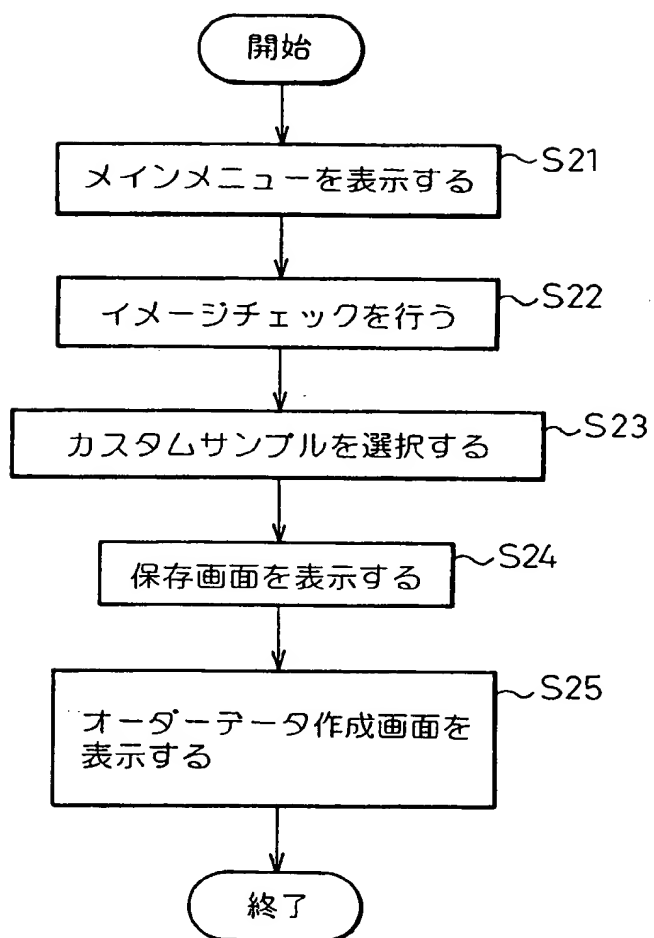 開始
メインメニューを表示する
S21
イメージチェックを行う
S22
カスタムサンプルを選択する
S23
保存画面を表示する
S24
オーダーデータ作成画面を
表示する
S25
終了